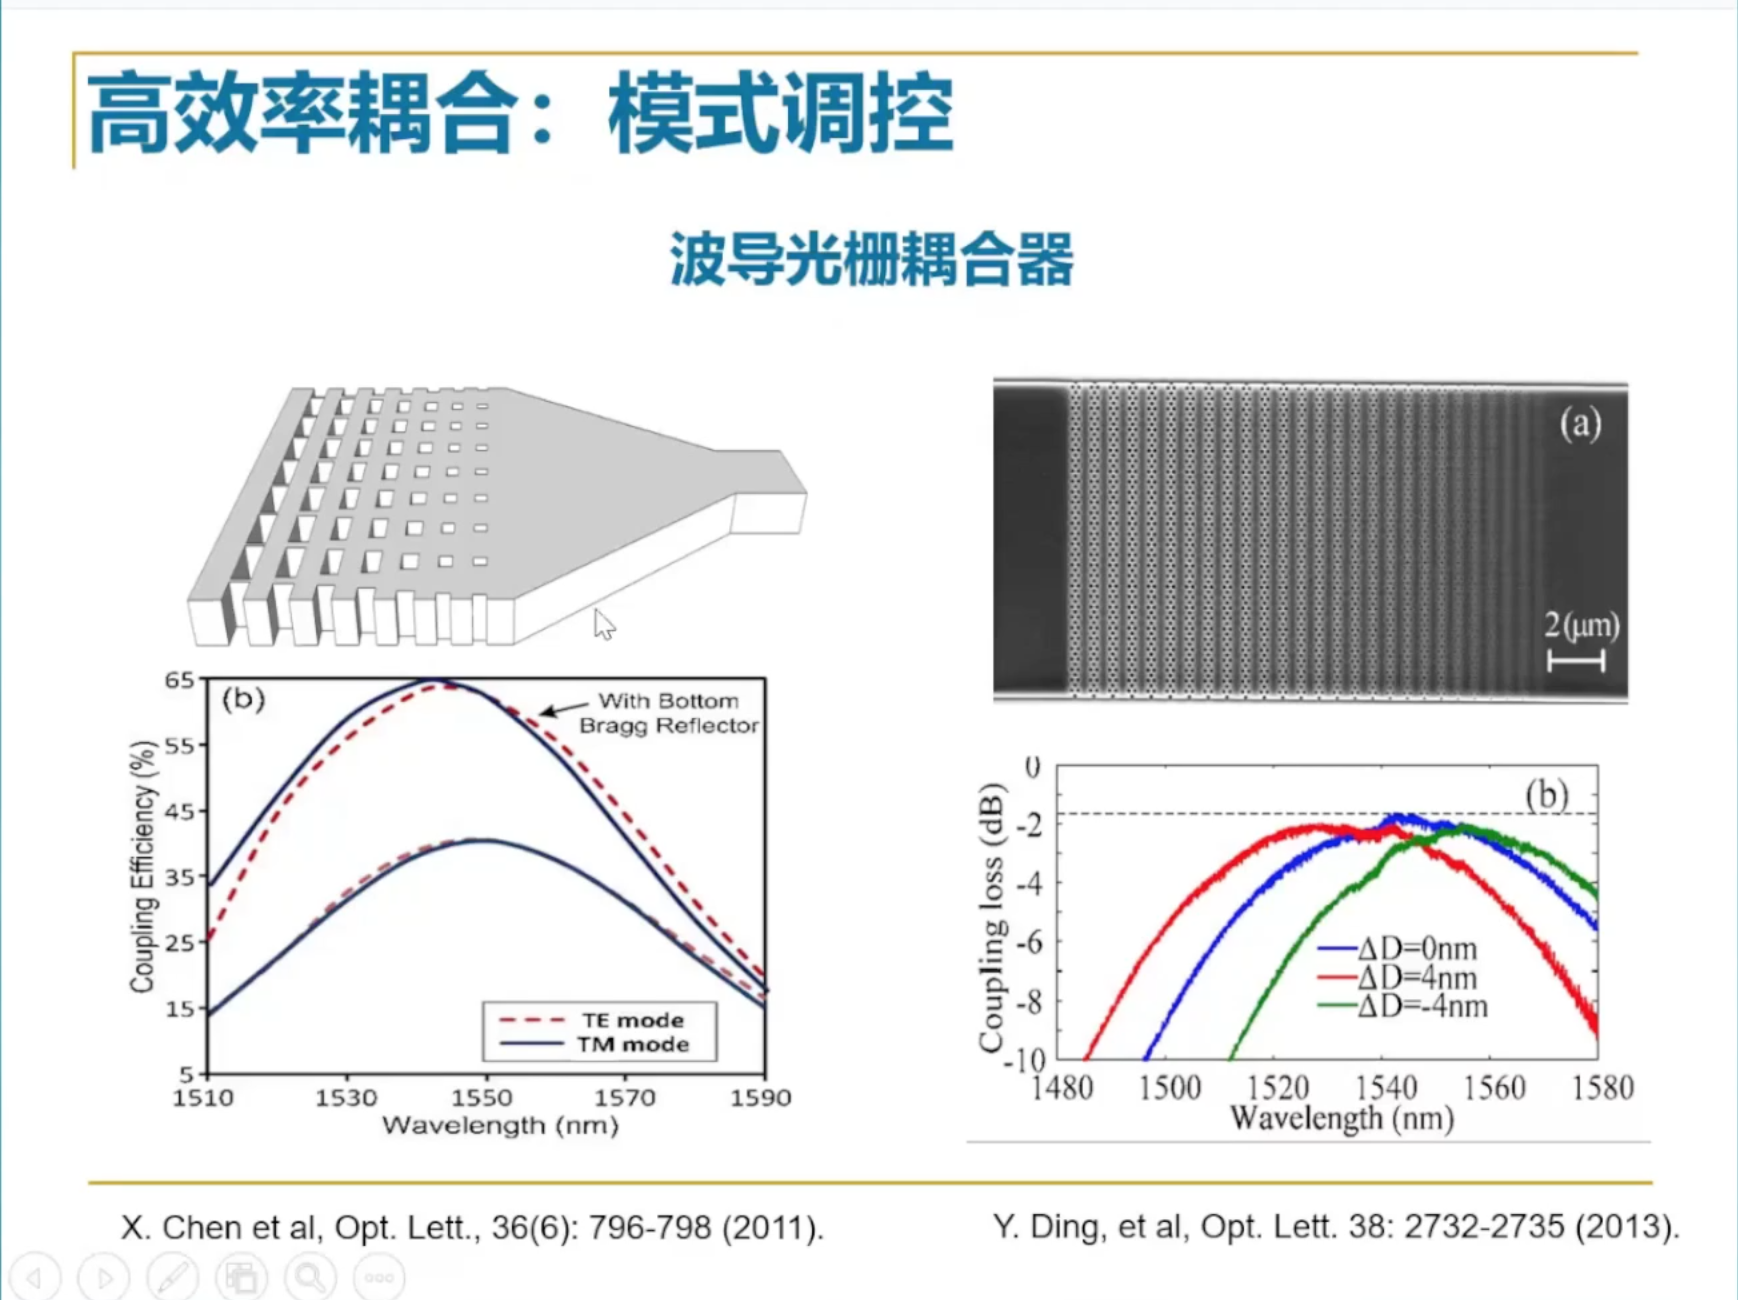 高效率耦合：模式调控
波导光栅耦合器
(b)
With Bottom
Bragg Reflector
Coupling Efficiency (%)
65
55
45
35
25
15
5
TE mode
TM mode
1510 1530 1550 1570 1590
Wavelength (nm)
(a)
2(μm)
(b)
Coupling loss (dB)
0
-2
-4
-6
-8
-10
ΔD=0nm
ΔD=4nm
ΔD=-4nm
1480 1500 1520 1540 1560 1580
Wavelength (nm)
X. Chen et al, Opt. Lett., 36(6): 796-798 (2011).
Y. Ding, et al, Opt. Lett. 38: 2732-2735 (2013).